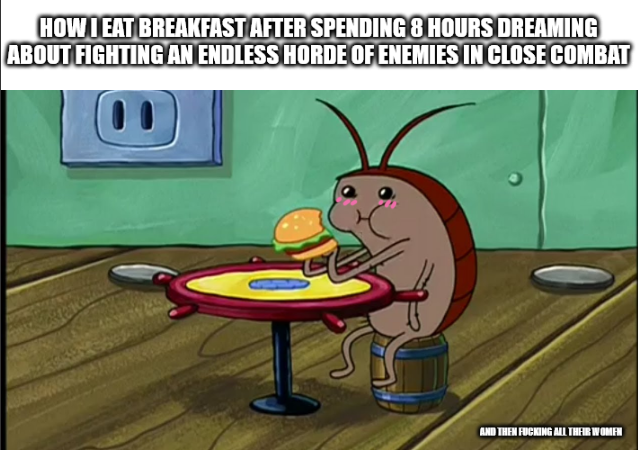 HOW I EAT BREAKFAST AFTER SPENDING 8 HOURS DREAMING
ABOUT FIGHTING AN ENDLESS HORDE OF ENEMIES IN CLOSE COMBAT
AND THEN FUCKING ALL THEIR WOMEN